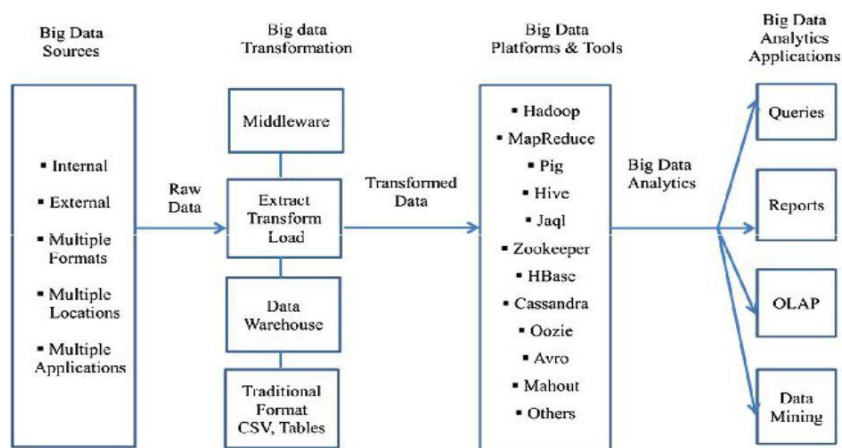 Big Data
Sources
▪ Internal
▪ External
▪ Multiple
Formats
▪ Multiple
Locations
▪ Multiple
Applications
Raw
Data
Big data
Transformation
Middleware
Extract
Transform
Load
Data
Warehouse
Traditional
Format
CSV, Tables
Transformed
Data
Big Data
Platforms & Tools
▪ Hadoop
▪ MapReduce
▪ Pig
▪ Hive
▪ Jaql
▪ Zookeeper
▪ HBase
▪ Cassandra
▪ Oozie
▪ Avro
▪ Mahout
▪ Others
Big Data
Analytics
Big Data
Analytics
Applications
Queries
Reports
OLAP
Data
Mining